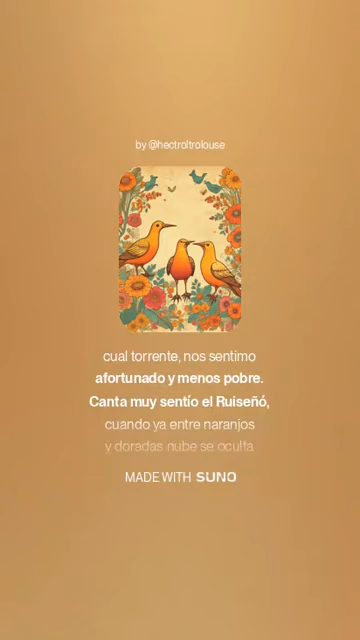 by @hectroltrolouse
cual torrente, nos sentimo
afortunado y menos pobre.
Canta muy sentío el Ruiseñó,
cuando ya entre naranjos
y doradas nube se oculta
MADE WITH SUNO